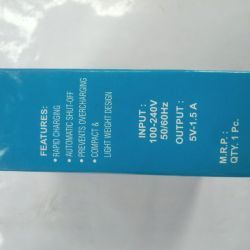 FEATURES:
• RAPID CHARGING
• AUTOMATIC SHUT-OFF
• PREVENTS OVERCHARGING
• COMPACT &
LIGHT WEIGHT DESIGN
INPUT :
100-240V
50/60Hz
OUTPUT :
5V-1.5 A
M.R.P. :
QTY. 1 Pc.